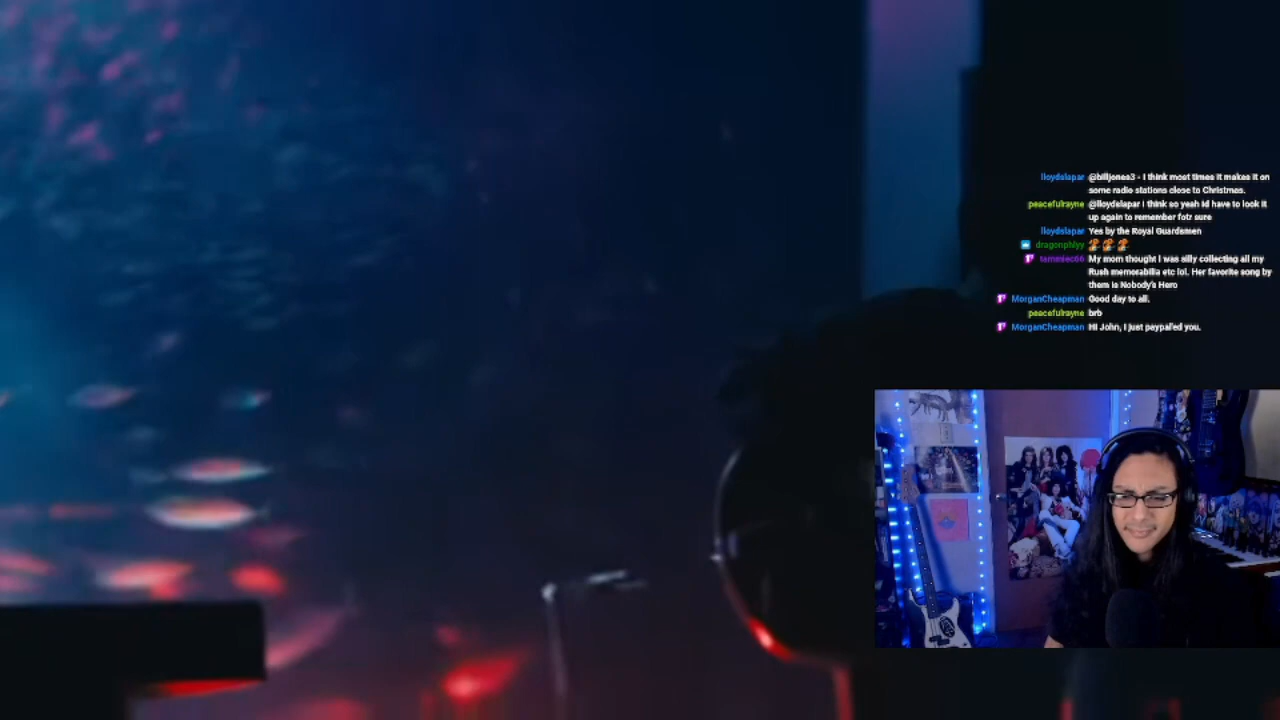 lloydslapar @billjones3 - I think most times it makes it on
some radio stations close to Christmas.
peacefulrayne @lloydslapar i think so yeah id have to look it
up again to remember fotr sure
lloydslapar Yes by the Royal Guardsmen
dragonphlyy
tammiec66 My mom thought I was silly collecting all my
Rush memorabilia etc lol. Her favorite song by
them is Nobody's Hero
MorganCheapman Good day to all.
peacefulrayne brb
MorganCheapman Hi John, I just paypal'ed you.